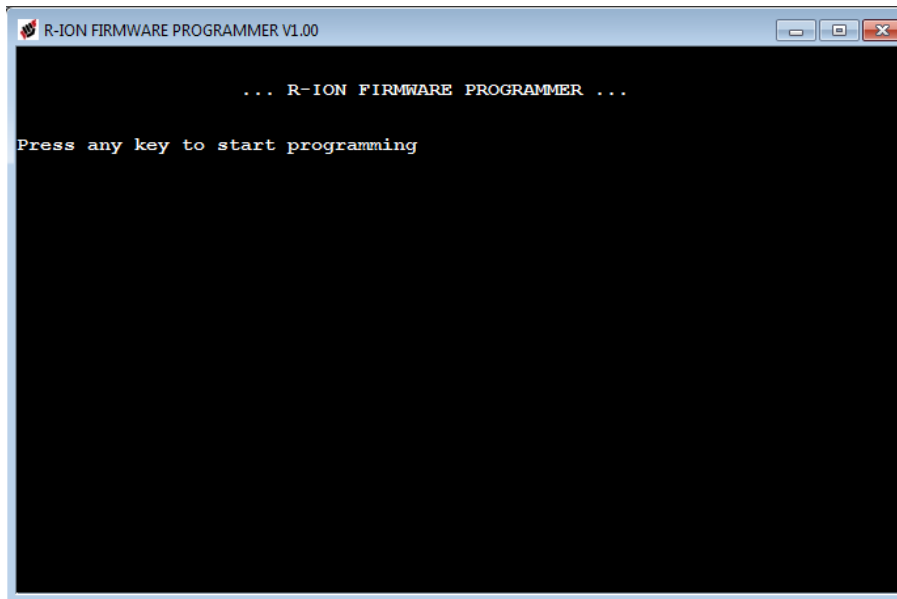 R-ION FIRMWARE PROGRAMMER V1.00
... R-ION FIRMWARE PROGRAMMER ...
Press any key to start programming